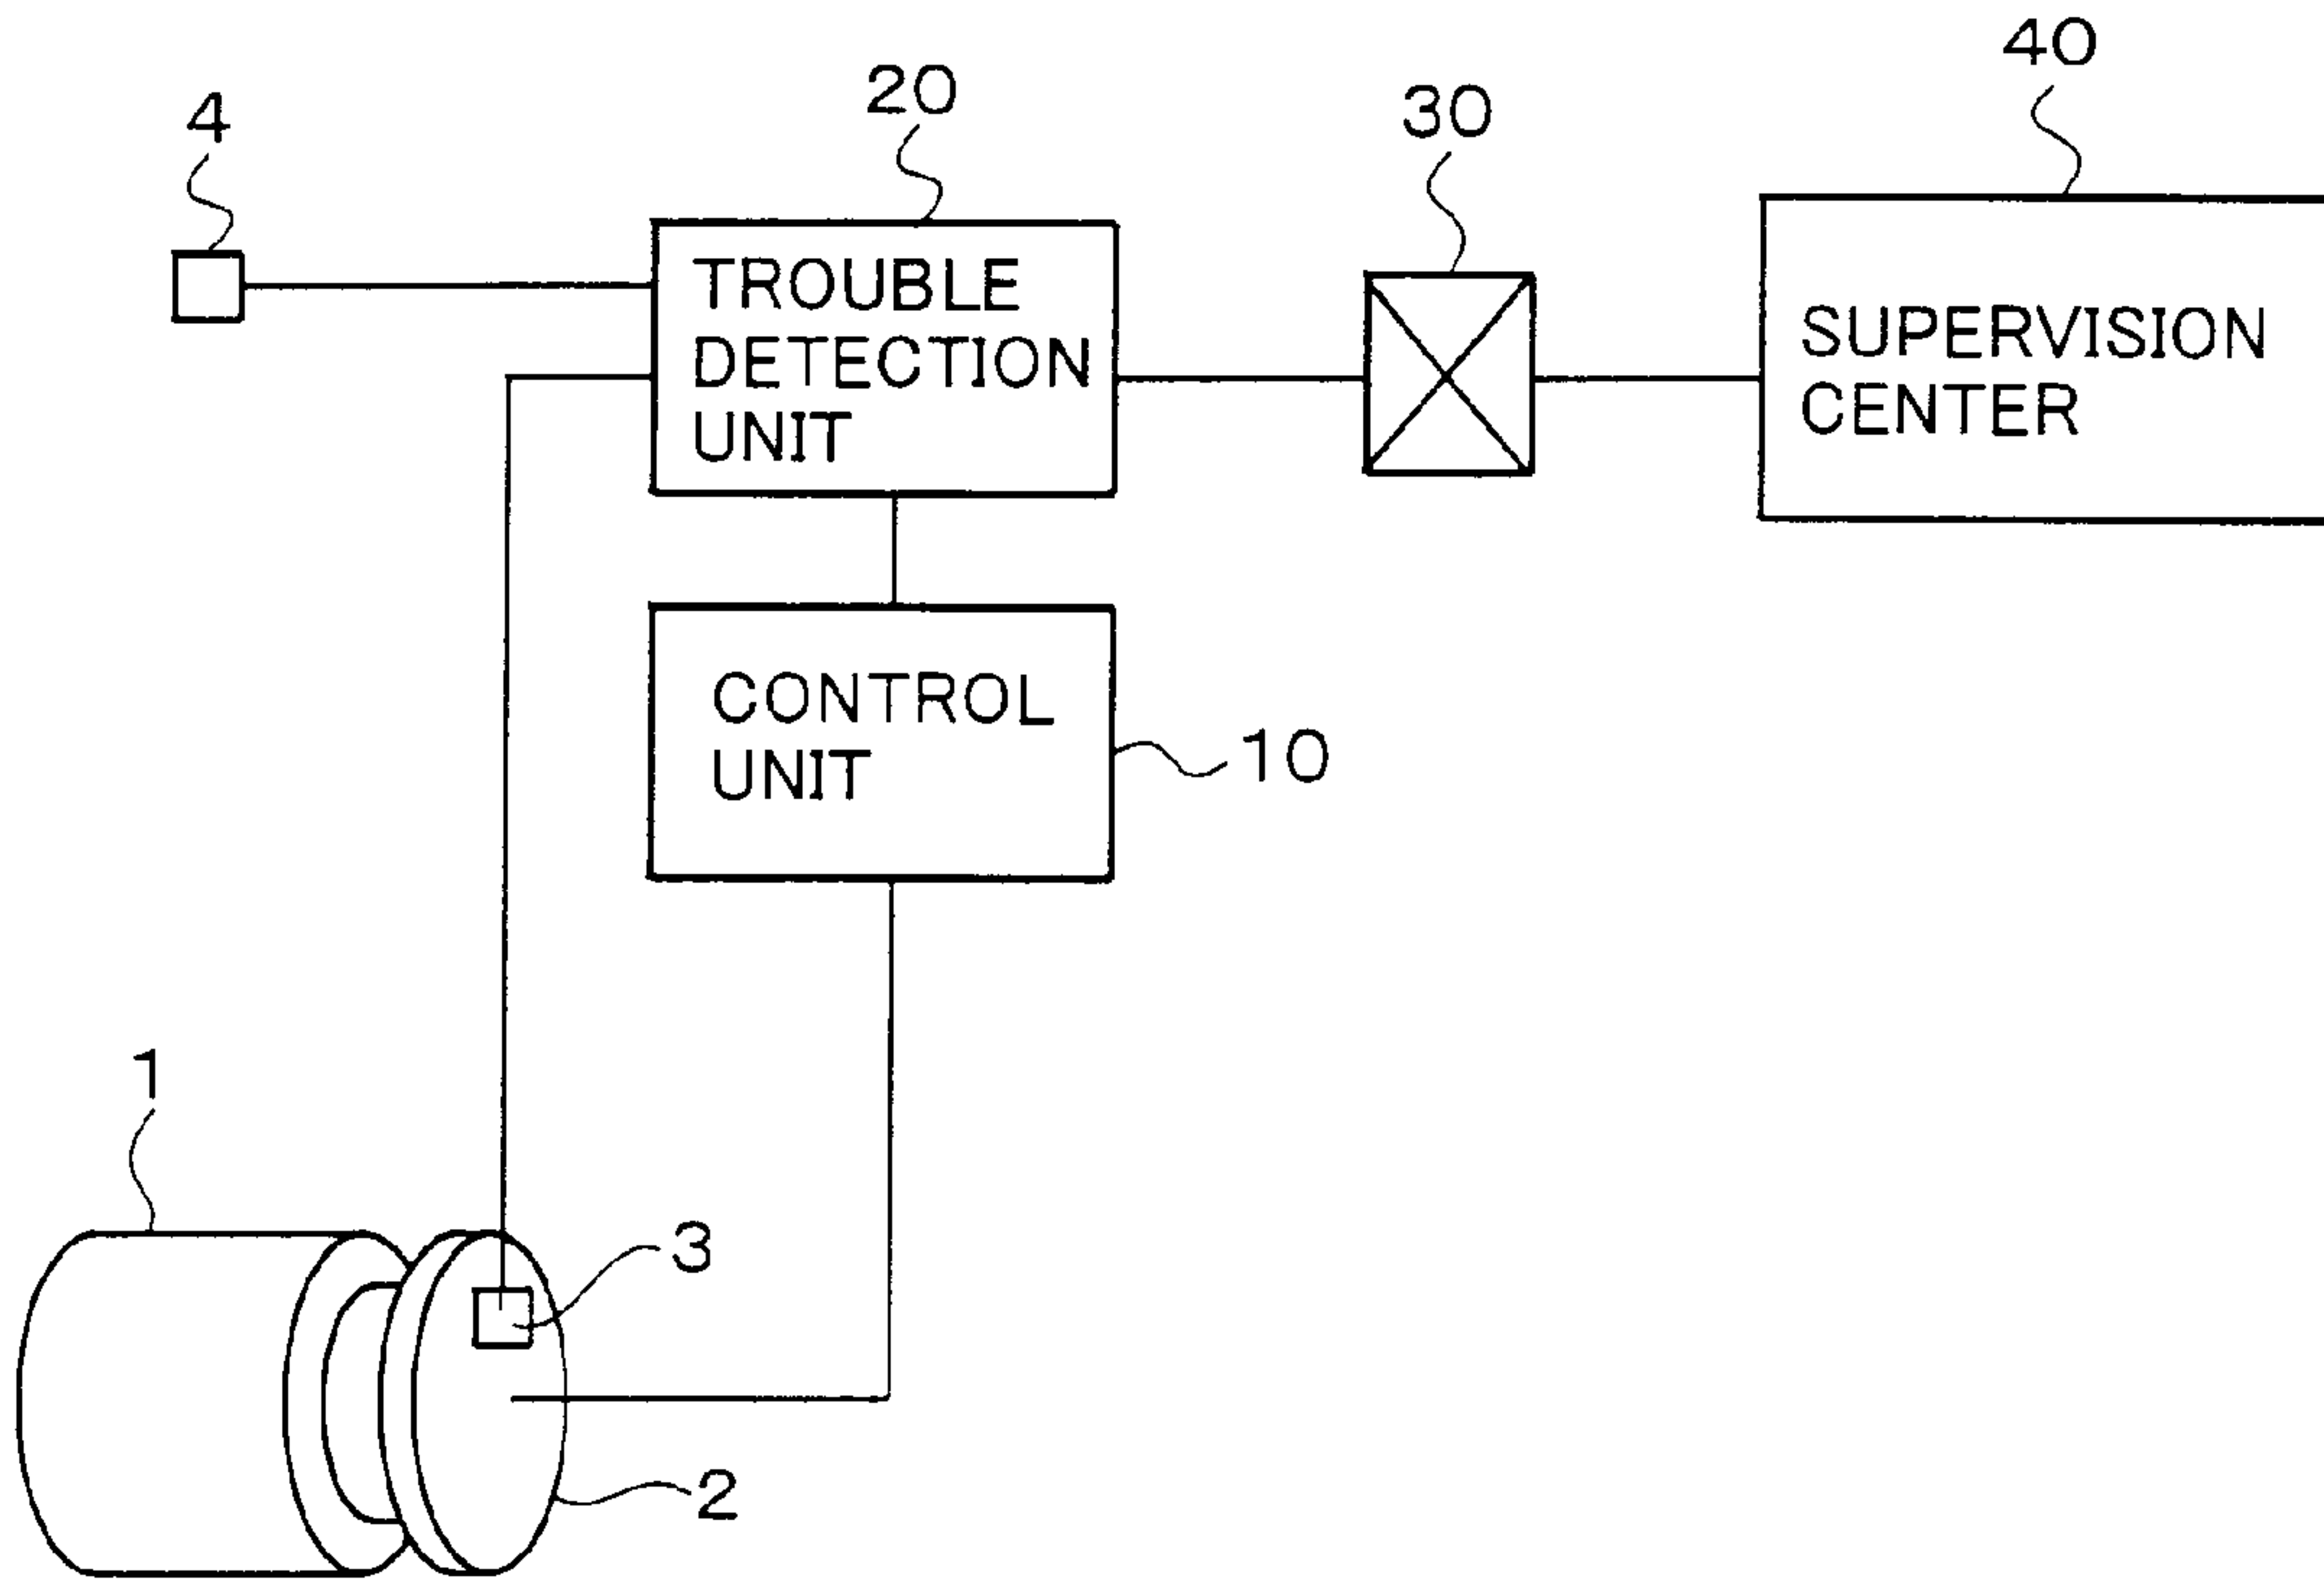 40
20
30
4
TROUBLE
DETECTION
UNIT
SUPERVISION
CENTER
CONTROL
UNIT
10
1
3
2